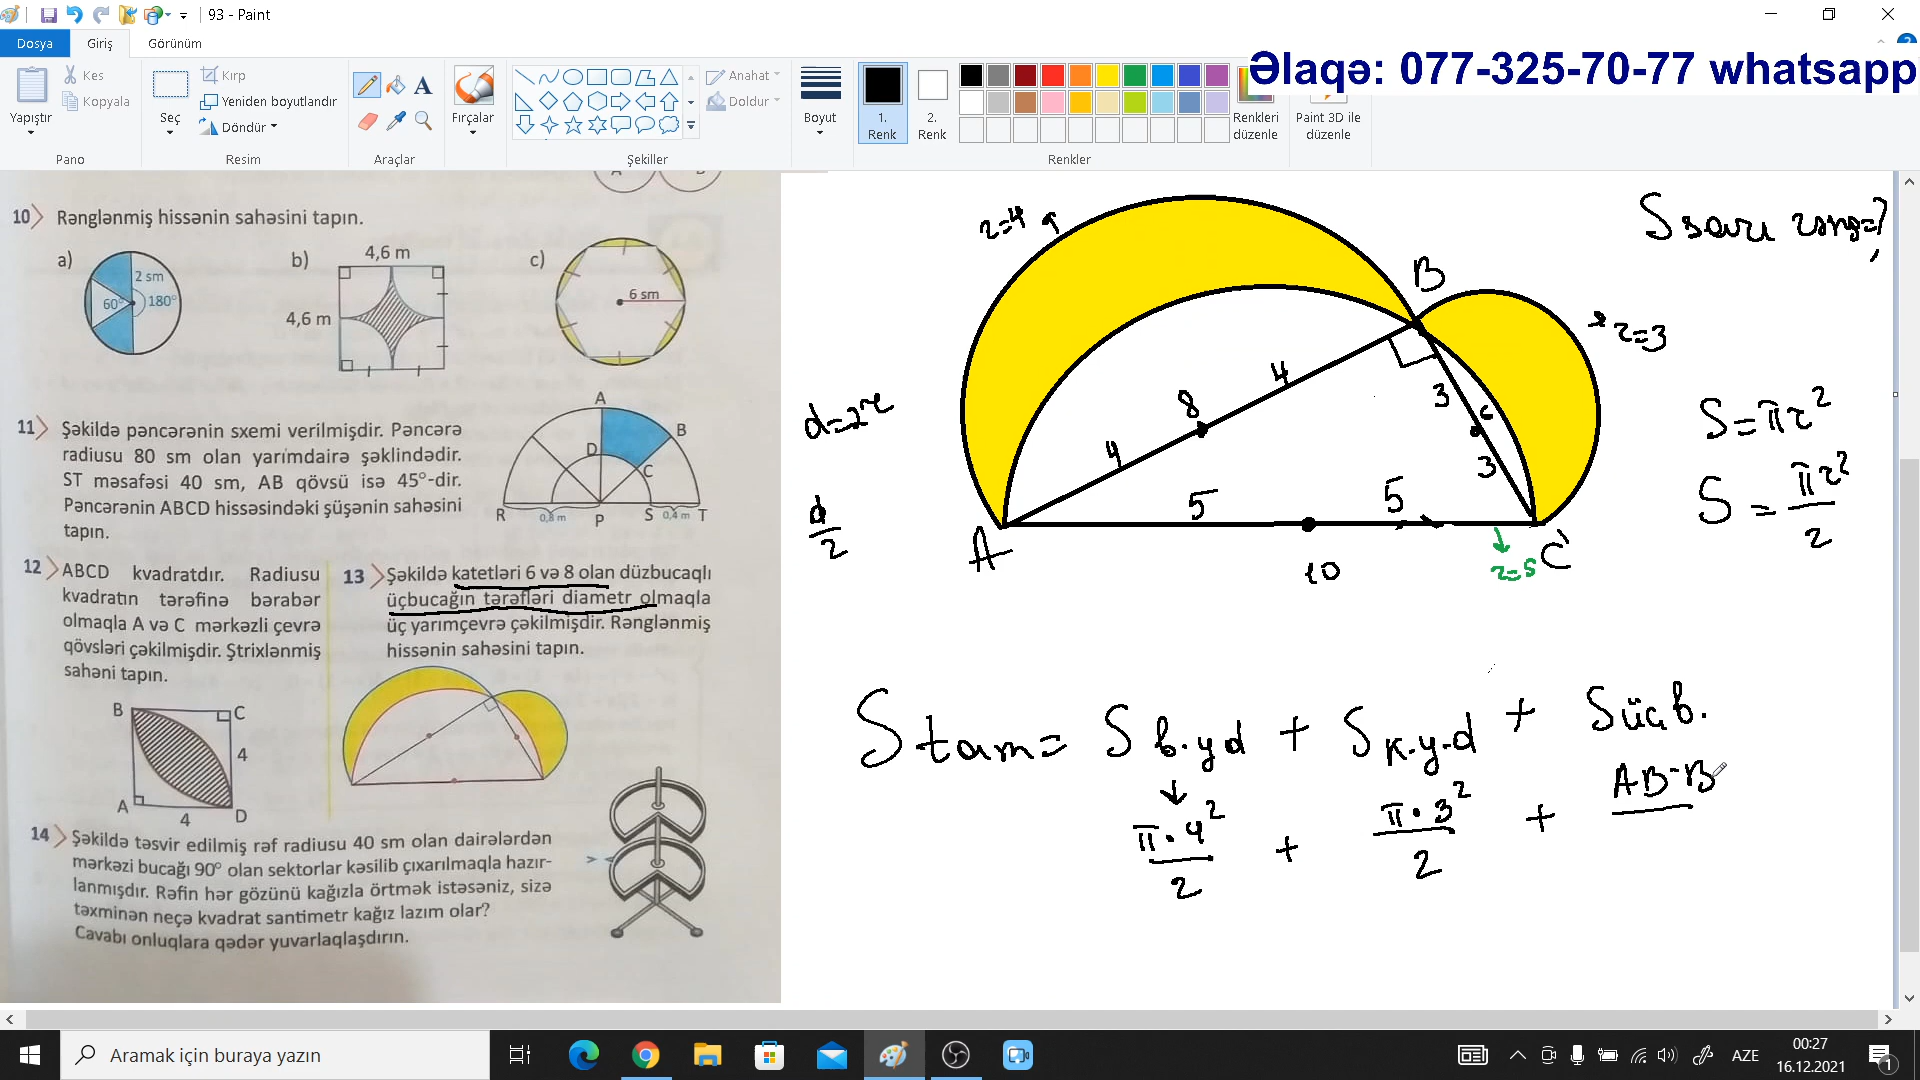 93 - Paint
Dosya Giriş Görünüm
Əlaqə: 077-325-70-77 whatsapp
Yapıştır
Kes
Kopyala
Pano
Seç
Kırp
Yeniden boyutlandır
Döndür
Resim
Araçlar
Fırçalar
Şekiller
Anahat
Doldur
Boyut
1. Renk
2. Renk
Renkler
Renkleri düzenle
Paint 3D ile düzenle
10 Rənglənmiş hissənin sahəsini tapın.
a) 2 sm 60° 180°
b) 4,6 m 4,6 m
c) 6 sm
11 Şəkildə pəncərənin sxemi verilmişdir. Pəncərə
radiusu 80 sm olan yarımdairə şəklindədir.
ST məsafəsi 40 sm, AB qövsü isə 45°-dir.
Pəncərənin ABCD hissəsindəki şüşənin sahəsini
tapın.
A B D C
R 0,8 m P S 0,4 m T
12 ABCD kvadratdır. Radiusu
kvadratın tərəfinə bərabər
olmaqla A və C mərkəzli çevrə
qövsləri çəkilmişdir. Ştrixlənmiş
sahəni tapın.
B C
4
A 4 D
13 Şəkildə katetləri 6 və 8 olan düzbucaqlı
üçbucağın tərəfləri diametr olmaqla
üç yarımçevrə çəkilmişdir. Rənglənmiş
hissənin sahəsini tapın.
14 Şəkildə təsvir edilmiş rəf radiusu 40 sm olan dairələrdən
mərkəzi bucağı 90° olan sektorlar kəsilib çıxarılmaqla hazır-
lanmışdır. Rəfin hər gözünü kağızla örtmək istəsəniz, sizə
təxminən neçə kvadrat santimetr kağız lazım olar?
Cavabı onluqlara qədər yuvarlaqlaşdırın.
r=4
S sarı rəng=?
B
r=3
d=2r
d/2
8 4 4
3 6 3
5 5
A 10 C
r=5
S=πr²
S=πr²/2
S tam= S b.y.d + S k.y.d + S üçb.
π·4²/2 + π·3²/2 + AB·B
Aramak için buraya yazın
AZE
00:27
16.12.2021
1